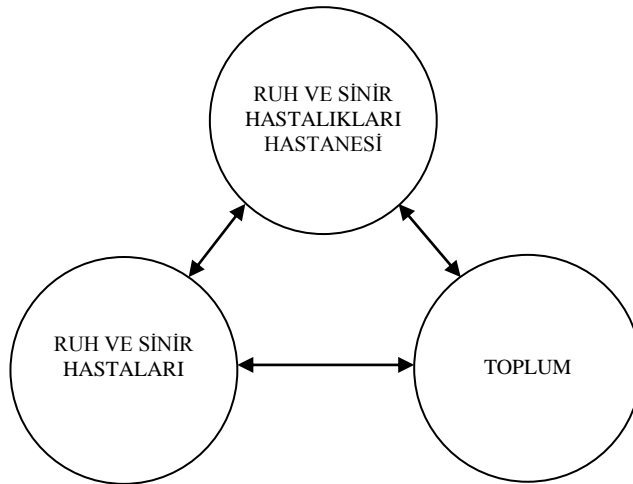 RUH VE SİNİR
HASTALIKLARI
HASTANESİ
RUH VE SİNİR
HASTALARI
TOPLUM